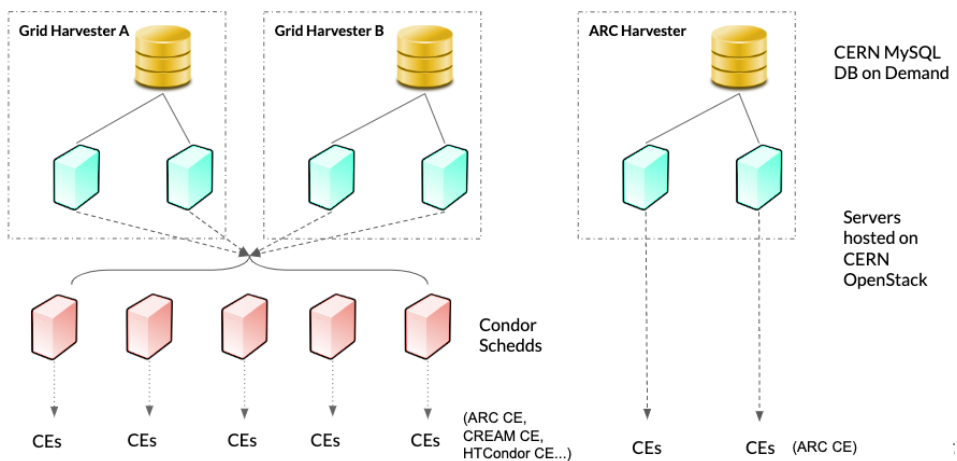 Grid Harvester A
Grid Harvester B
ARC Harvester
CERN MySQL
DB on Demand
Servers
hosted on
CERN
OpenStack
Condor
Schedds
CEs
CEs
CEs
CEs
CEs
(ARC CE,
CREAM CE,
HTCondor CE...)
CEs
CEs
(ARC CE)